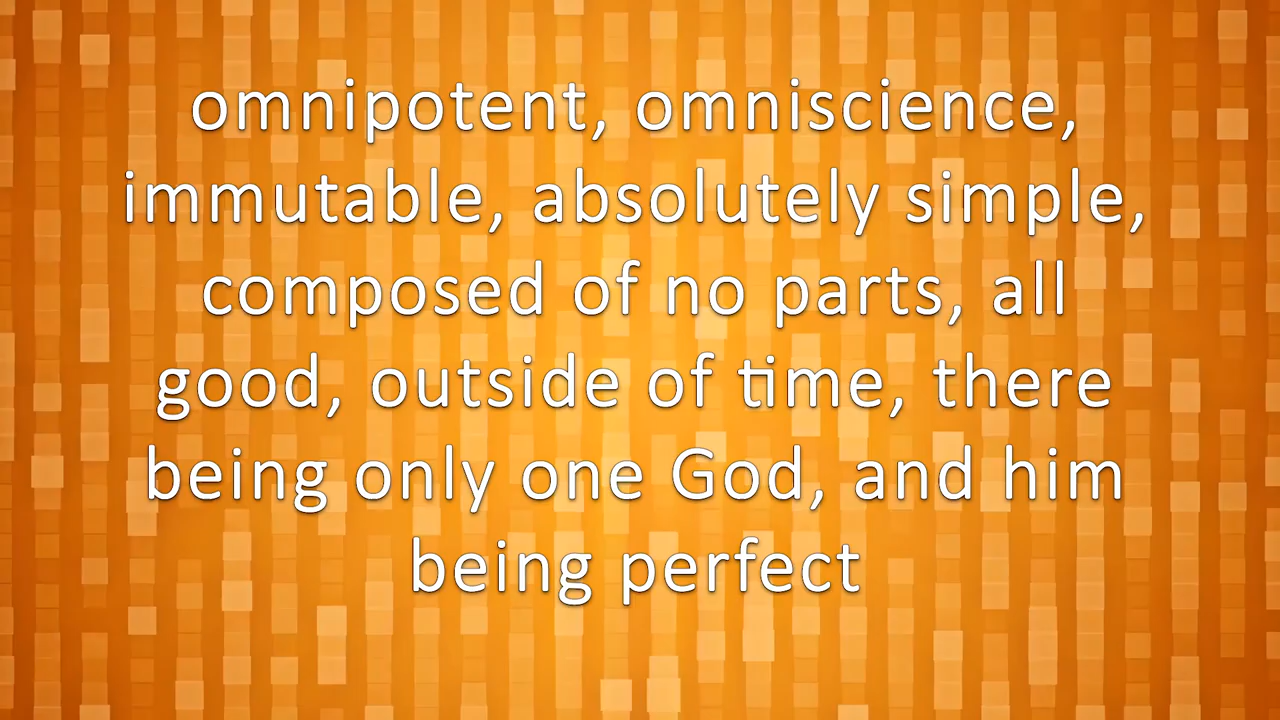 omnipotent, omniscience,
immutable, absolutely simple,
composed of no parts, all
good, outside of time, there
being only one God, and him
being perfect